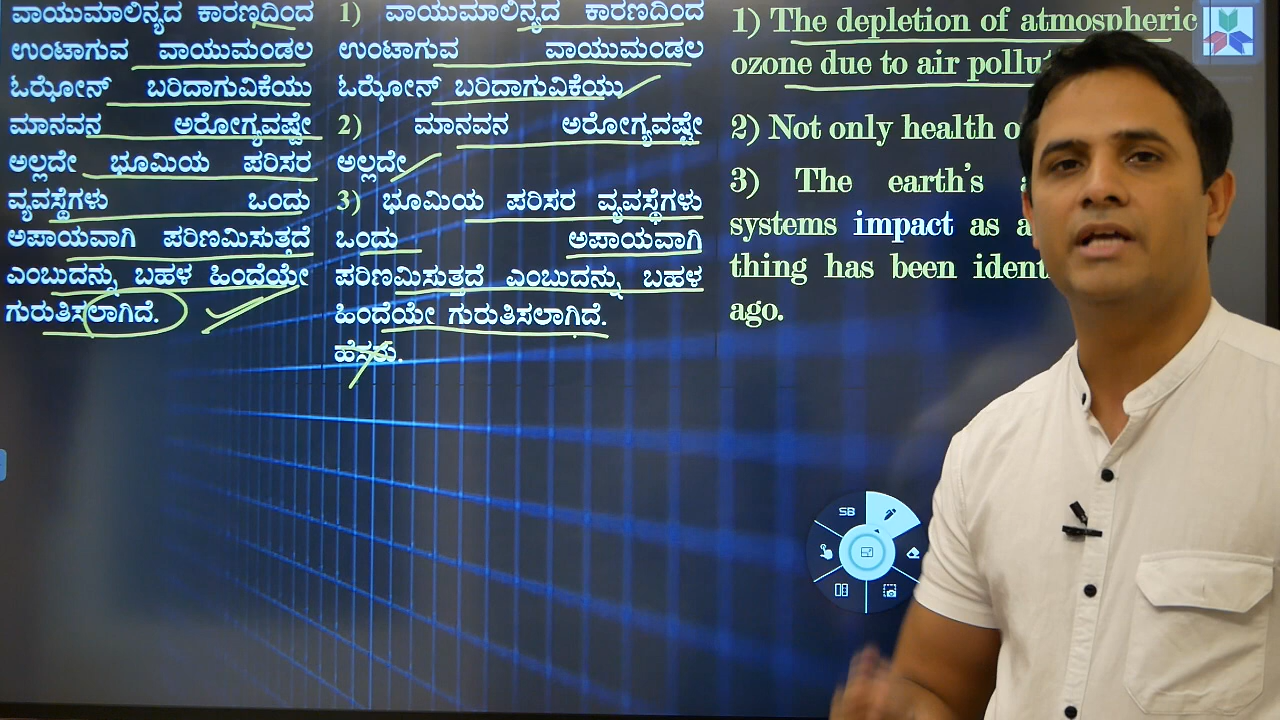 ವಾಯುಮಾಲಿನ್ಯದ ಕಾರಣದಿಂದ
ಉಂಟಾಗುವ ವಾಯುಮಂಡಲ
ಓಝೋನ್ ಬರಿದಾಗುವಿಕೆಯು
ಮಾನವನ ಅರೋಗ್ಯವಷ್ಟೇ
ಅಲ್ಲದೇ ಭೂಮಿಯ ಪರಿಸರ
ವ್ಯವಸ್ಥೆಗಳು ಒಂದು
ಅಪಾಯವಾಗಿ ಪರಿಣಮಿಸುತ್ತದೆ
ಎಂಬುದನ್ನು ಬಹಳ ಹಿಂದೆಯೇ
ಗುರುತಿಸಲಾಗಿದೆ.
1) ವಾಯುಮಾಲಿನ್ಯದ ಕಾರಣದಿಂದ
ಉಂಟಾಗುವ ವಾಯುಮಂಡಲ
ಓಝೋನ್ ಬರಿದಾಗುವಿಕೆಯು
2) ಮಾನವನ ಅರೋಗ್ಯವಷ್ಟೇ
ಅಲ್ಲದೇ
3) ಭೂಮಿಯ ಪರಿಸರ ವ್ಯವಸ್ಥೆಗಳು
ಒಂದು ಅಪಾಯವಾಗಿ
ಪರಿಣಮಿಸುತ್ತದೆ ಎಂಬುದನ್ನು ಬಹಳ
ಹಿಂದೆಯೇ ಗುರುತಿಸಲಾಗಿದೆ.
ಹೆಸರು.
1) The depletion of atmospheric
ozone due to air
2) Not only health
3) The earth's
systems impact as
thing has been
ago.
SB